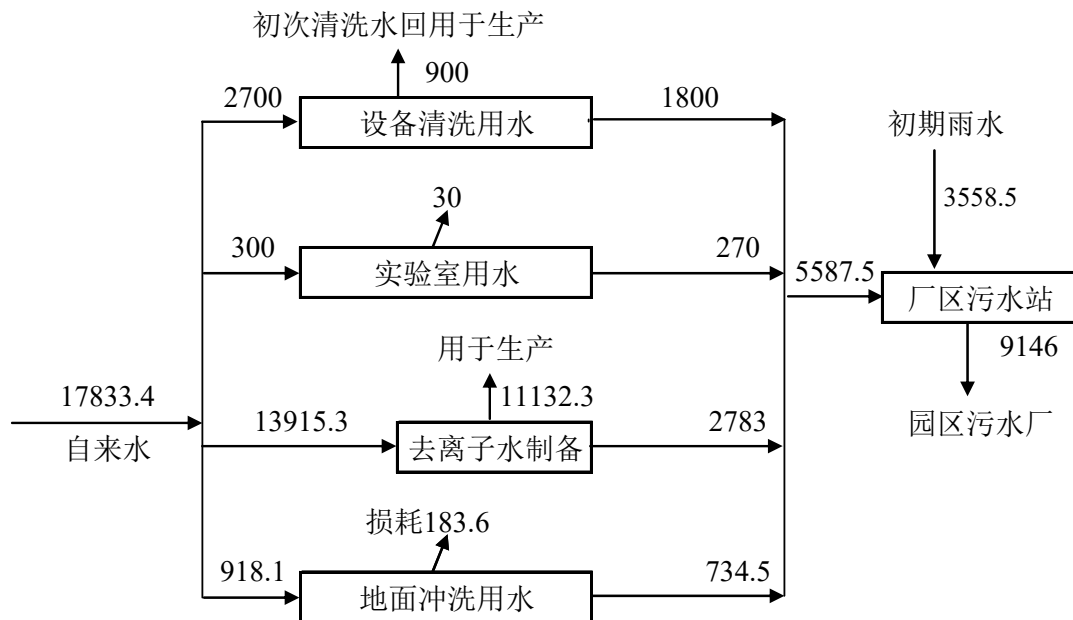 初次清洗水回用于生产
900
2700
设备清洗用水
1800
初期雨水
3558.5
30
300
实验室用水
270
5587.5
厂区污水站
9146
园区污水厂
用于生产
11132.3
17833.4
自来水
13915.3
去离子水制备
2783
损耗183.6
918.1
地面冲洗用水
734.5